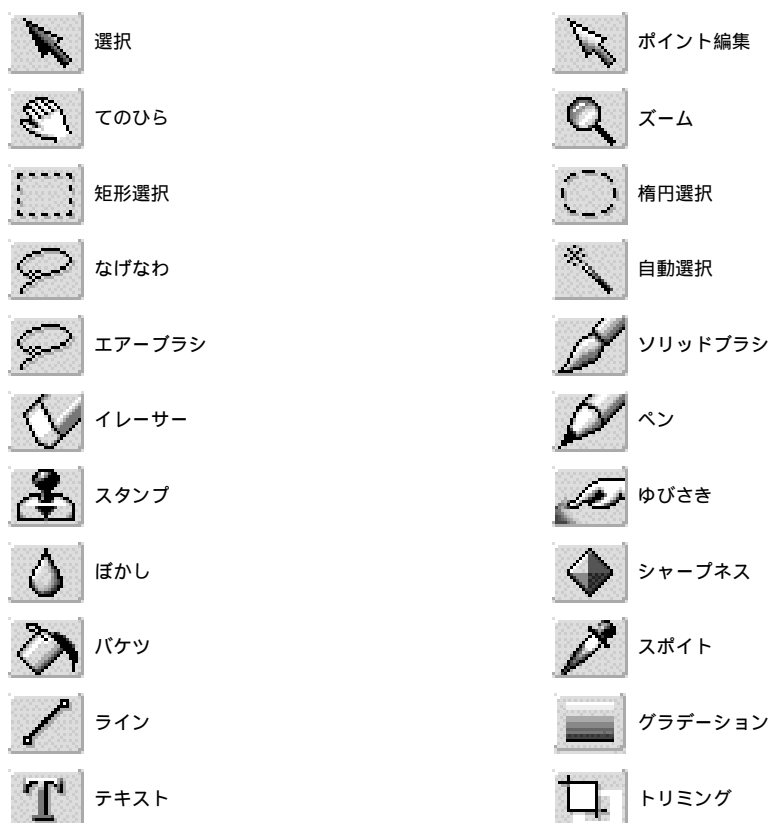 選択
ポイント編集
てのひら
ズーム
矩形選択
楕円選択
なげなわ
自動選択
エアーブラシ
ソリッドブラシ
イレーサー
ペン
スタンプ
ゆびさき
ぼかし
シャープネス
バケツ
スポイト
ライン
グラデーション
T テキスト
トリミング